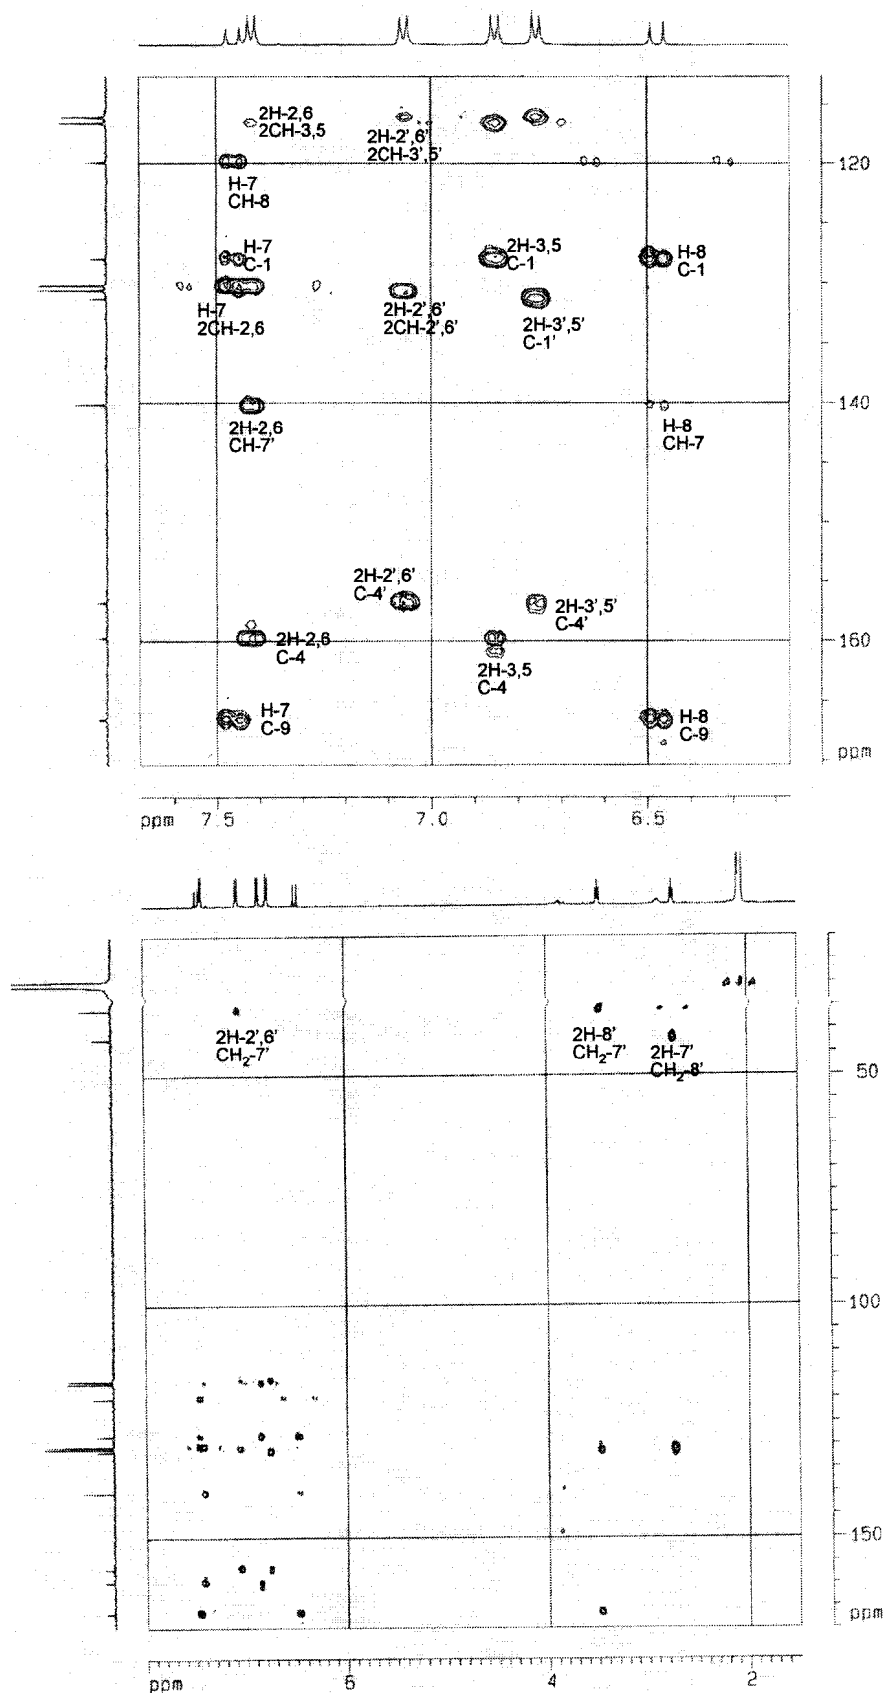 2H-2,6
2CH-3,5
2H-2',6'
2CH-3',5'
120
H-7
CH-8
H-7
C-1
2H-3,5
C-1
H-8
C-1
H-7
2CH-2,6
2H-2',6'
2CH-2',6'
2H-3',5'
C-1'
140
2H-2,6
CH-7'
H-8
CH-7
2H-2',6'
C-4'
2H-3',5'
C-4'
160
2H-2,6
C-4
2H-3,5
C-4
H-7
C-9
H-8
C-9
ppm
ppm 7.5 7.0 6.5
2H-2',6'
CH2-7'
2H-8'
CH2-7'
2H-7'
CH2-8'
50
100
150
ppm
ppm 6 4 2